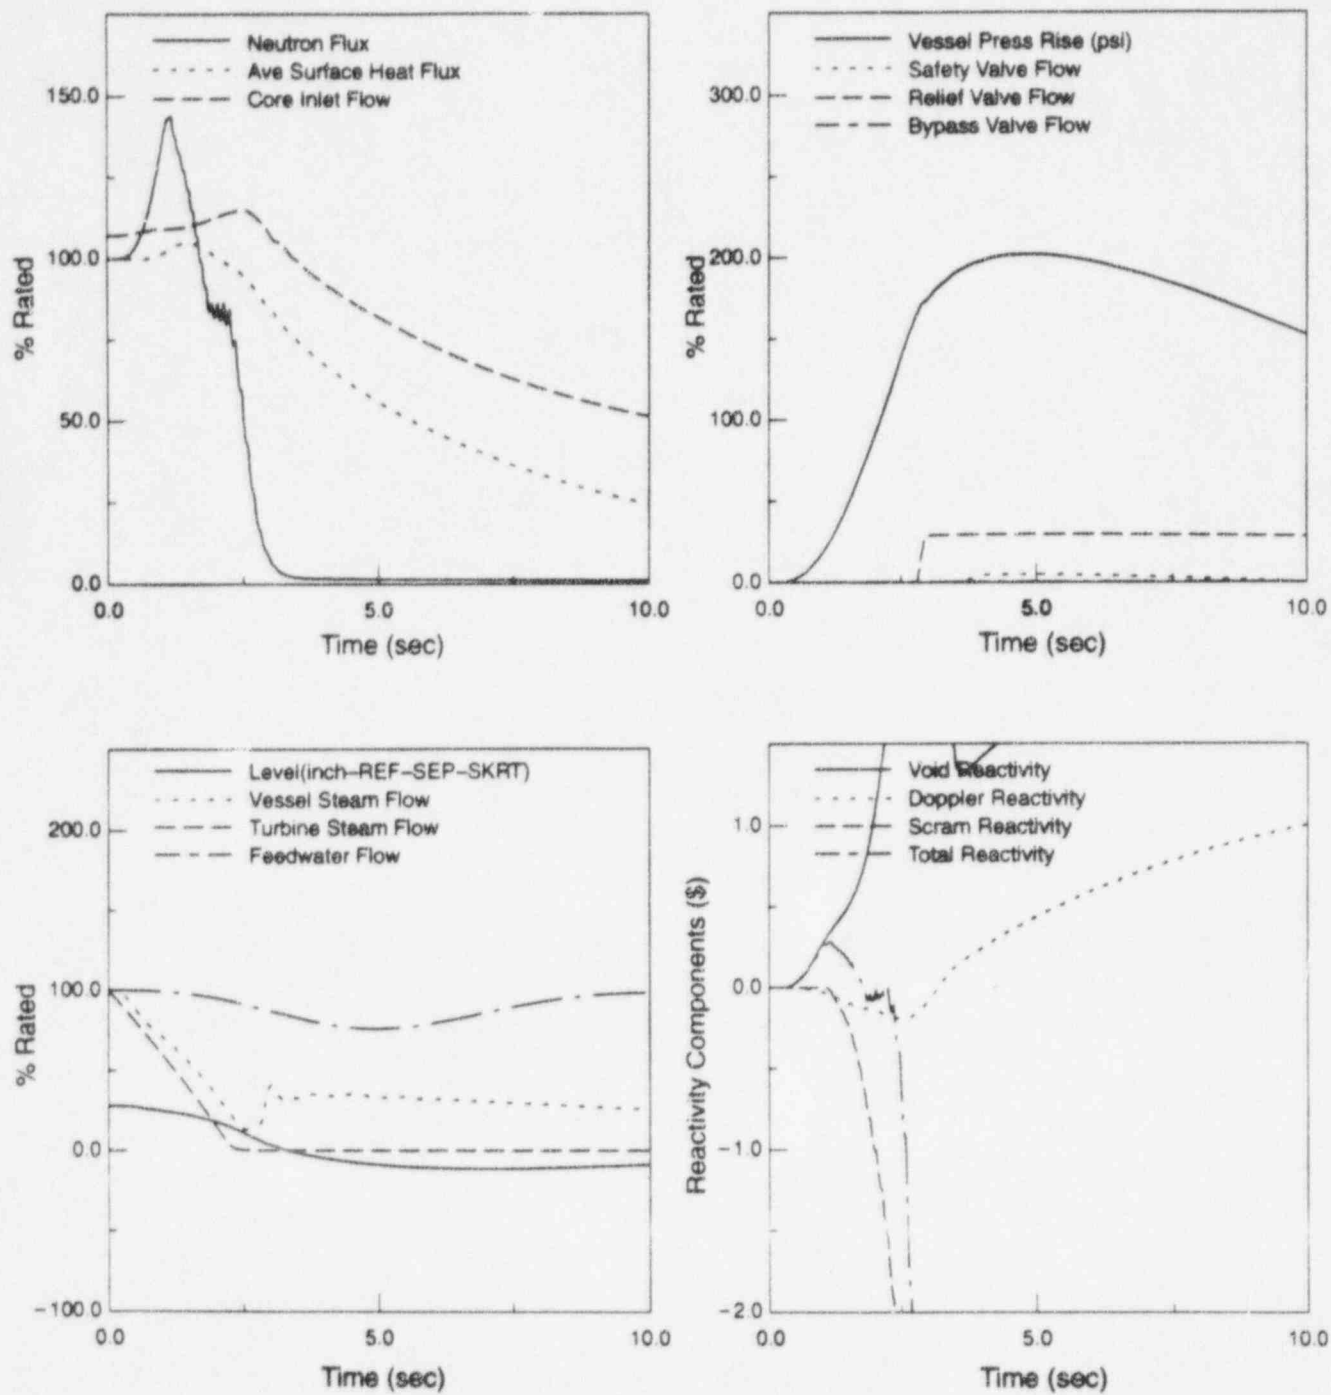 Neutron Flux
Ave Surface Heat Flux
Core Inlet Flow
150.0
100.0
50.0
0.0
% Rated
0.0 5.0 10.0
Time (sec)
Vessel Press Rise (psi)
Safety Valve Flow
Relief Valve Flow
Bypass Valve Flow
300.0
200.0
100.0
0.0
% Rated
0.0 5.0 10.0
Time (sec)
Level(inch-REF-SEP-SKRT)
Vessel Steam Flow
Turbine Steam Flow
Feedwater Flow
200.0
100.0
0.0
-100.0
% Rated
0.0 5.0 10.0
Time (sec)
Void Reactivity
Doppler Reactivity
Scram Reactivity
Total Reactivity
1.0
0.0
-1.0
-2.0
Reactivity Components ($)
0.0 5.0 10.0
Time (sec)